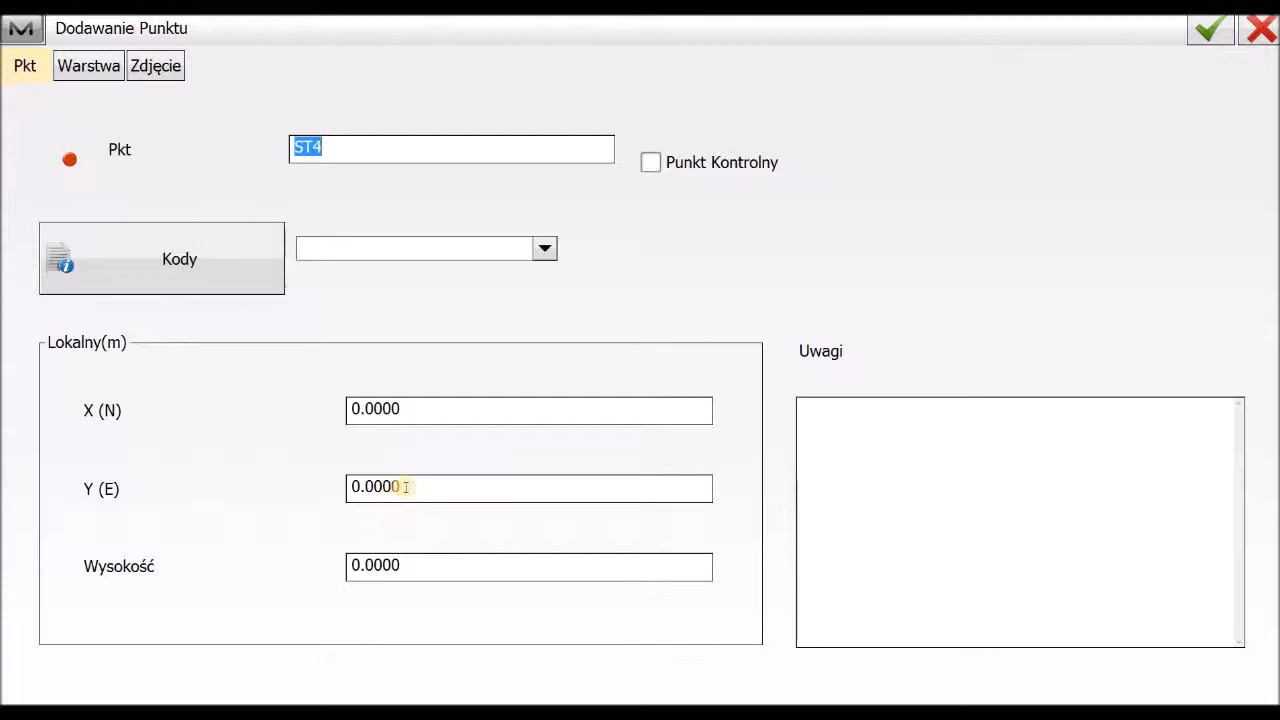 Dodawanie Punktu
Pkt Warstwa Zdjęcie
Pkt ST4 Punkt Kontrolny
Kody
Lokalny(m)
Uwagi
X (N) 0.0000
Y (E) 0.0000
Wysokość 0.0000